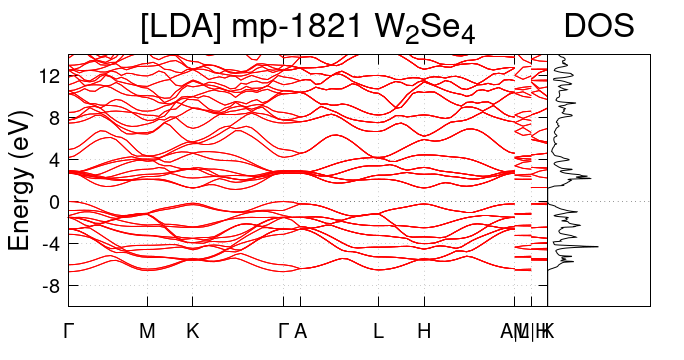 [LDA] mp-1821 W₂Se₄ DOS
Energy (eV)
12
8
4
0
-4
-8
Γ M K Γ A L H A|M L|H K